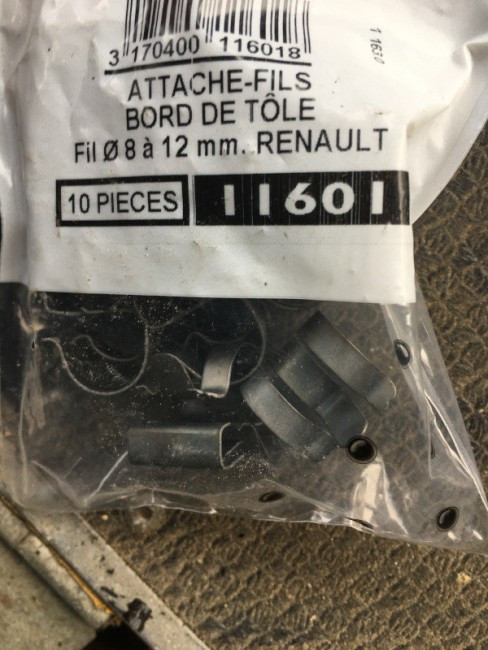 3 170400 116018
ATTACHE-FILS
BORD DE TÔLE
Fil Ø 8 à 12 mm. RENAULT
10 PIECES
11601